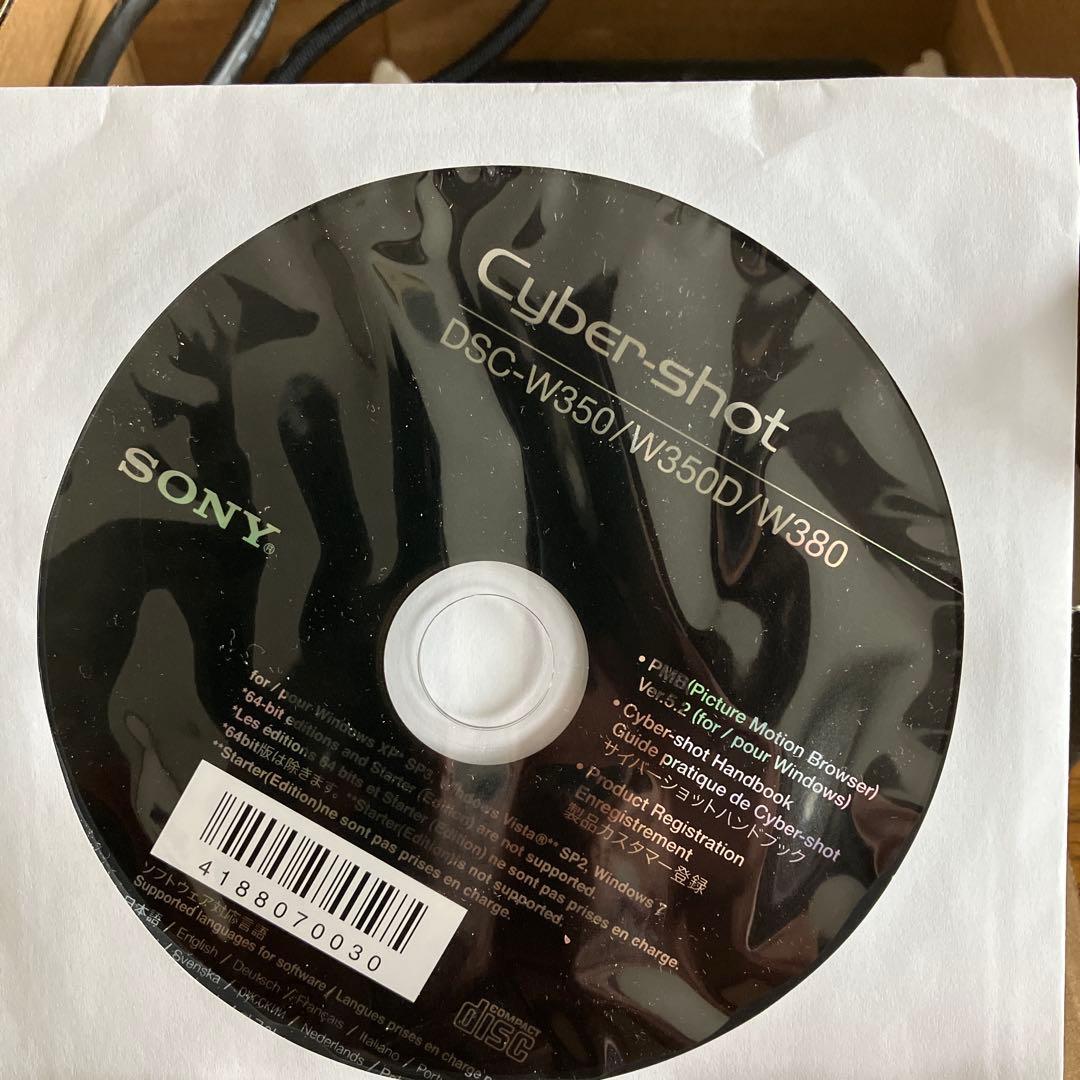 Cyber-shot
DSC-W350/W350D/W380
SONY®
• PMB(Picture Motion Browser)
Ver.5.2 (for / pour Windows)
• Cyber-shot Handbook
Guide pratique de Cyber-shot
サイバーショットハンドブック
• Product Registration
Enregistrement
製品カスタマー登録
for / pour Windows XP* SP3, Windows Vista®** SP2, Windows 7
*64-bit editions and Starter (Edition) are not supported.
*Les éditions 64 bits et Starter (Edition) ne sont pas prises en charge.
*64bit版は除きます. **Starter(Edition)is not supported.
**Starter(Edition)ne sont pas prises en charge.
4188070030
ソフトウェア対応言語
Supported languages for software / Langues prises en charge
日本語 / English / Deutsch / Français / Italiano /
Svenska / Русский / Nederlands /
COMPACT
disc